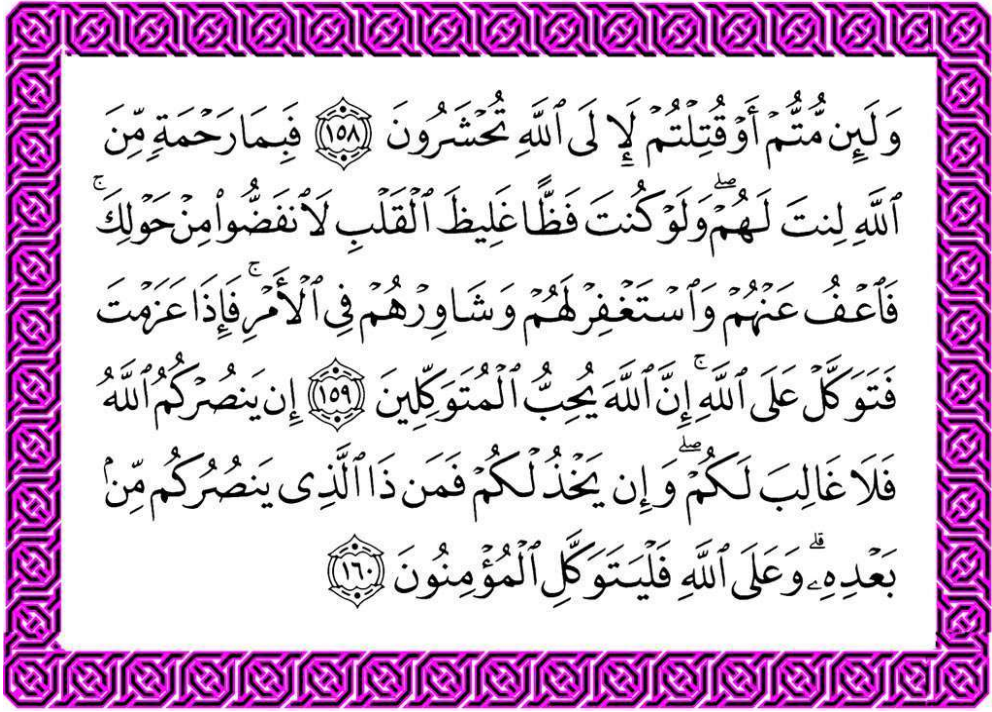 وَلَئِن مُّتُّمْ أَوْ قُتِلْتُمْ لَإِلَى ٱللَّهِ تُحْشَرُونَ ١٥٨ فَبِمَا رَحْمَةٍ مِّنَ
ٱللَّهِ لِنتَ لَهُمْ ۖ وَلَوْ كُنتَ فَظًّا غَلِيظَ ٱلْقَلْبِ لَٱنفَضُّوا۟ مِنْ حَوْلِكَ ۖ
فَٱعْفُ عَنْهُمْ وَٱسْتَغْفِرْ لَهُمْ وَشَاوِرْهُمْ فِى ٱلْأَمْرِ ۖ فَإِذَا عَزَمْتَ
فَتَوَكَّلْ عَلَى ٱللَّهِ ۚ إِنَّ ٱللَّهَ يُحِبُّ ٱلْمُتَوَكِّلِينَ ١٥٩ إِن يَنصُرْكُمُ ٱللَّهُ
فَلَا غَالِبَ لَكُمْ ۖ وَإِن يَخْذُلْكُمْ فَمَن ذَا ٱلَّذِى يَنصُرُكُم مِّنۢ
بَعْدِهِۦ ۗ وَعَلَى ٱللَّهِ فَلْيَتَوَكَّلِ ٱلْمُؤْمِنُونَ ١٦٠